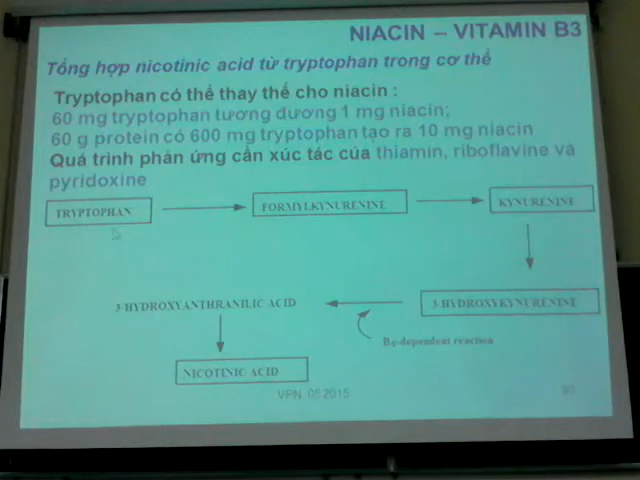 NIACIN – VITAMIN B3
Tổng hợp nicotinic acid từ tryptophan trong cơ thể
Tryptophan có thể thay thế cho niacin :
60 mg tryptophan tương đương 1 mg niacin;
60 g protein có 600 mg tryptophan tạo ra 10 mg niacin
Quá trình phản ứng cần xúc tác của thiamin, riboflavine và
pyridoxine
TRYPTOPHAN
FORMYLKYNURENINE
KYNURENINE
3-HYDROXYANTHRANILIC ACID
3-HYDROXYKYNURENINE
B6-dependent reaction
NICOTINIC ACID
VPN 05.2015